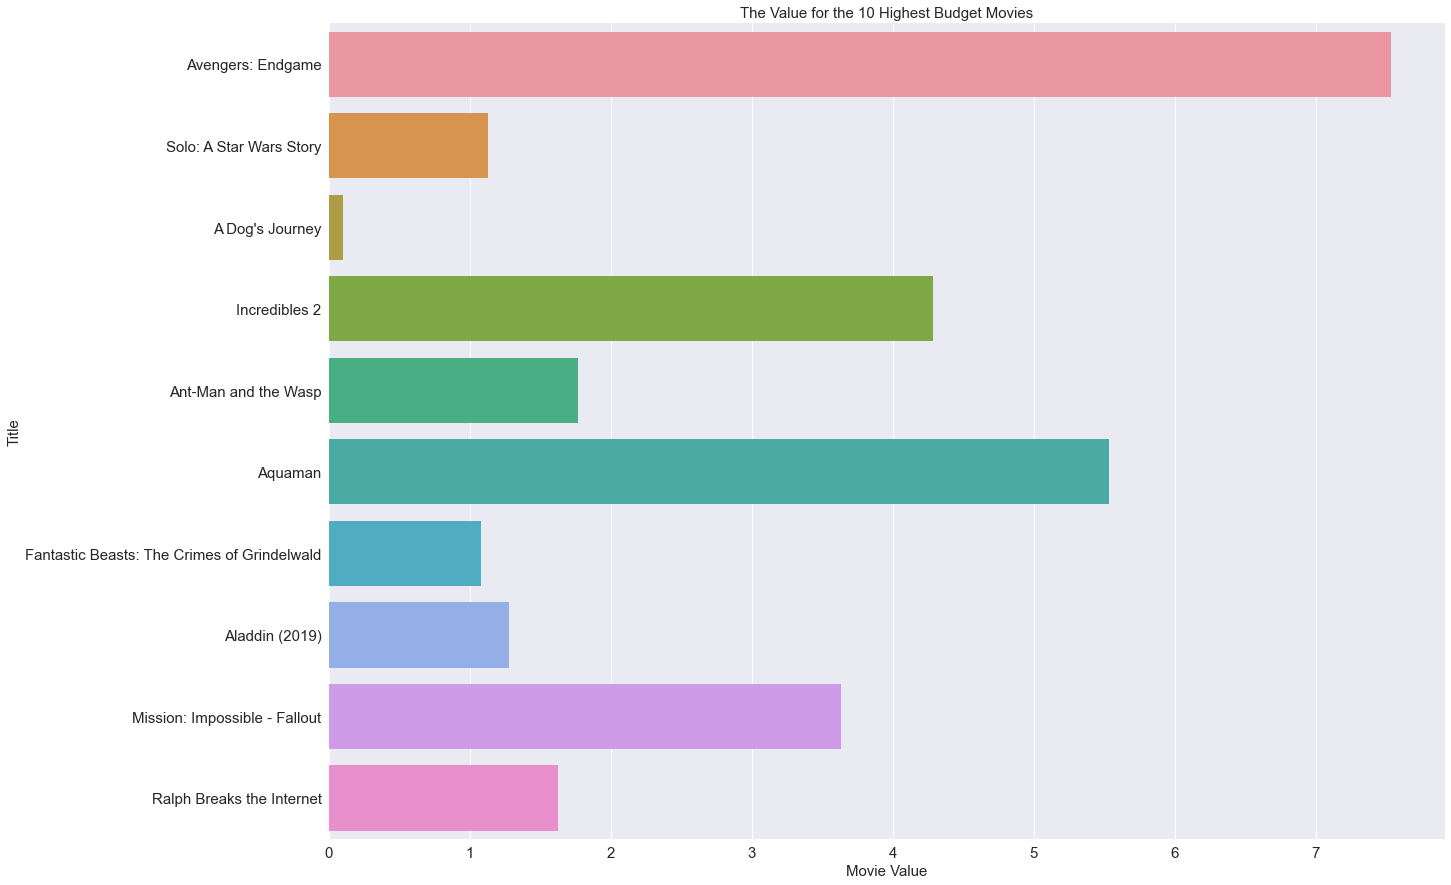 The Value for the 10 Highest Budget Movies
Avengers: Endgame
Solo: A Star Wars Story
A Dog's Journey
Incredibles 2
Ant-Man and the Wasp
Title
Aquaman
Fantastic Beasts: The Crimes of Grindelwald
Aladdin (2019)
Mission: Impossible - Fallout
Ralph Breaks the Internet
0 1 2 3 4 5 6 7
Movie Value